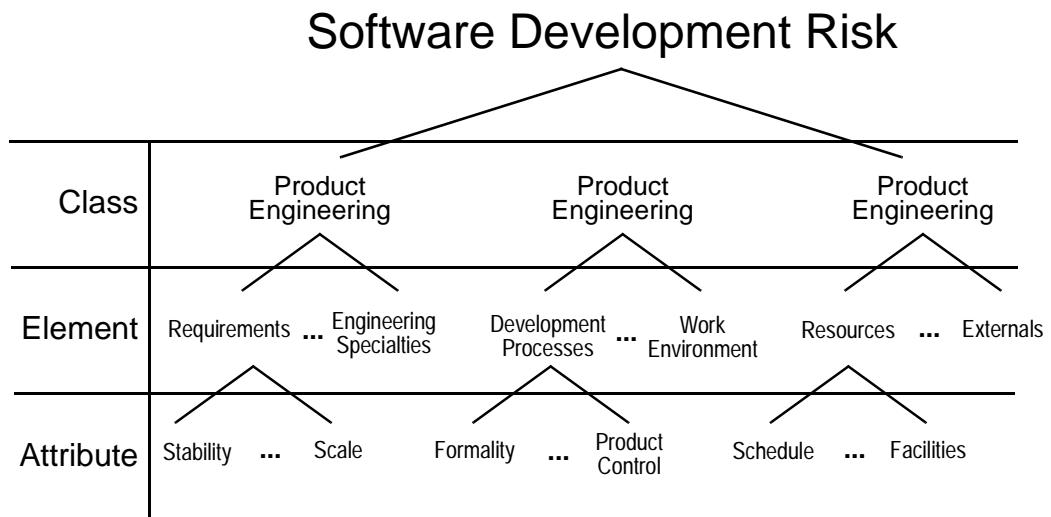 Software Development Risk
Class
Product
Engineering
Product
Engineering
Product
Engineering
Element
Requirements
...
Engineering
Specialties
Development
Processes
...
Work
Environment
Resources
...
Externals
Attribute
Stability
...
Scale
Formality
...
Product
Control
Schedule
...
Facilities